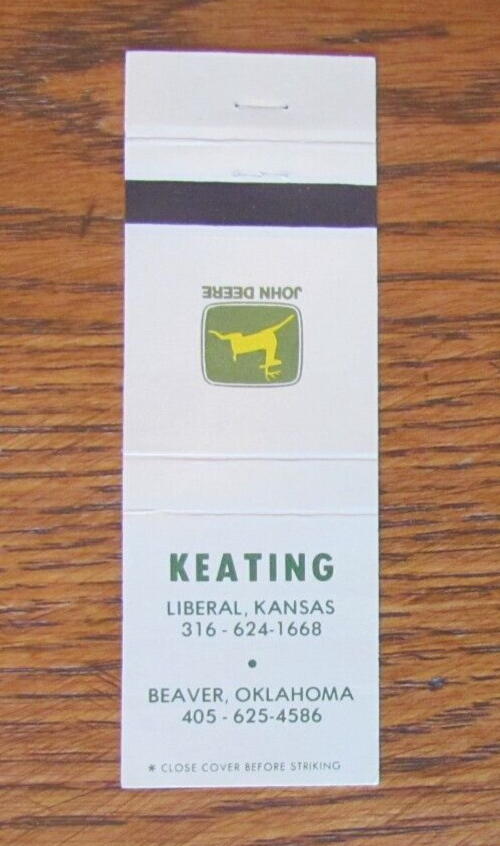 JOHN DEERE
KEATING
LIBERAL, KANSAS
316 - 624-1668
•
BEAVER, OKLAHOMA
405 - 625-4586
* CLOSE COVER BEFORE STRIKING